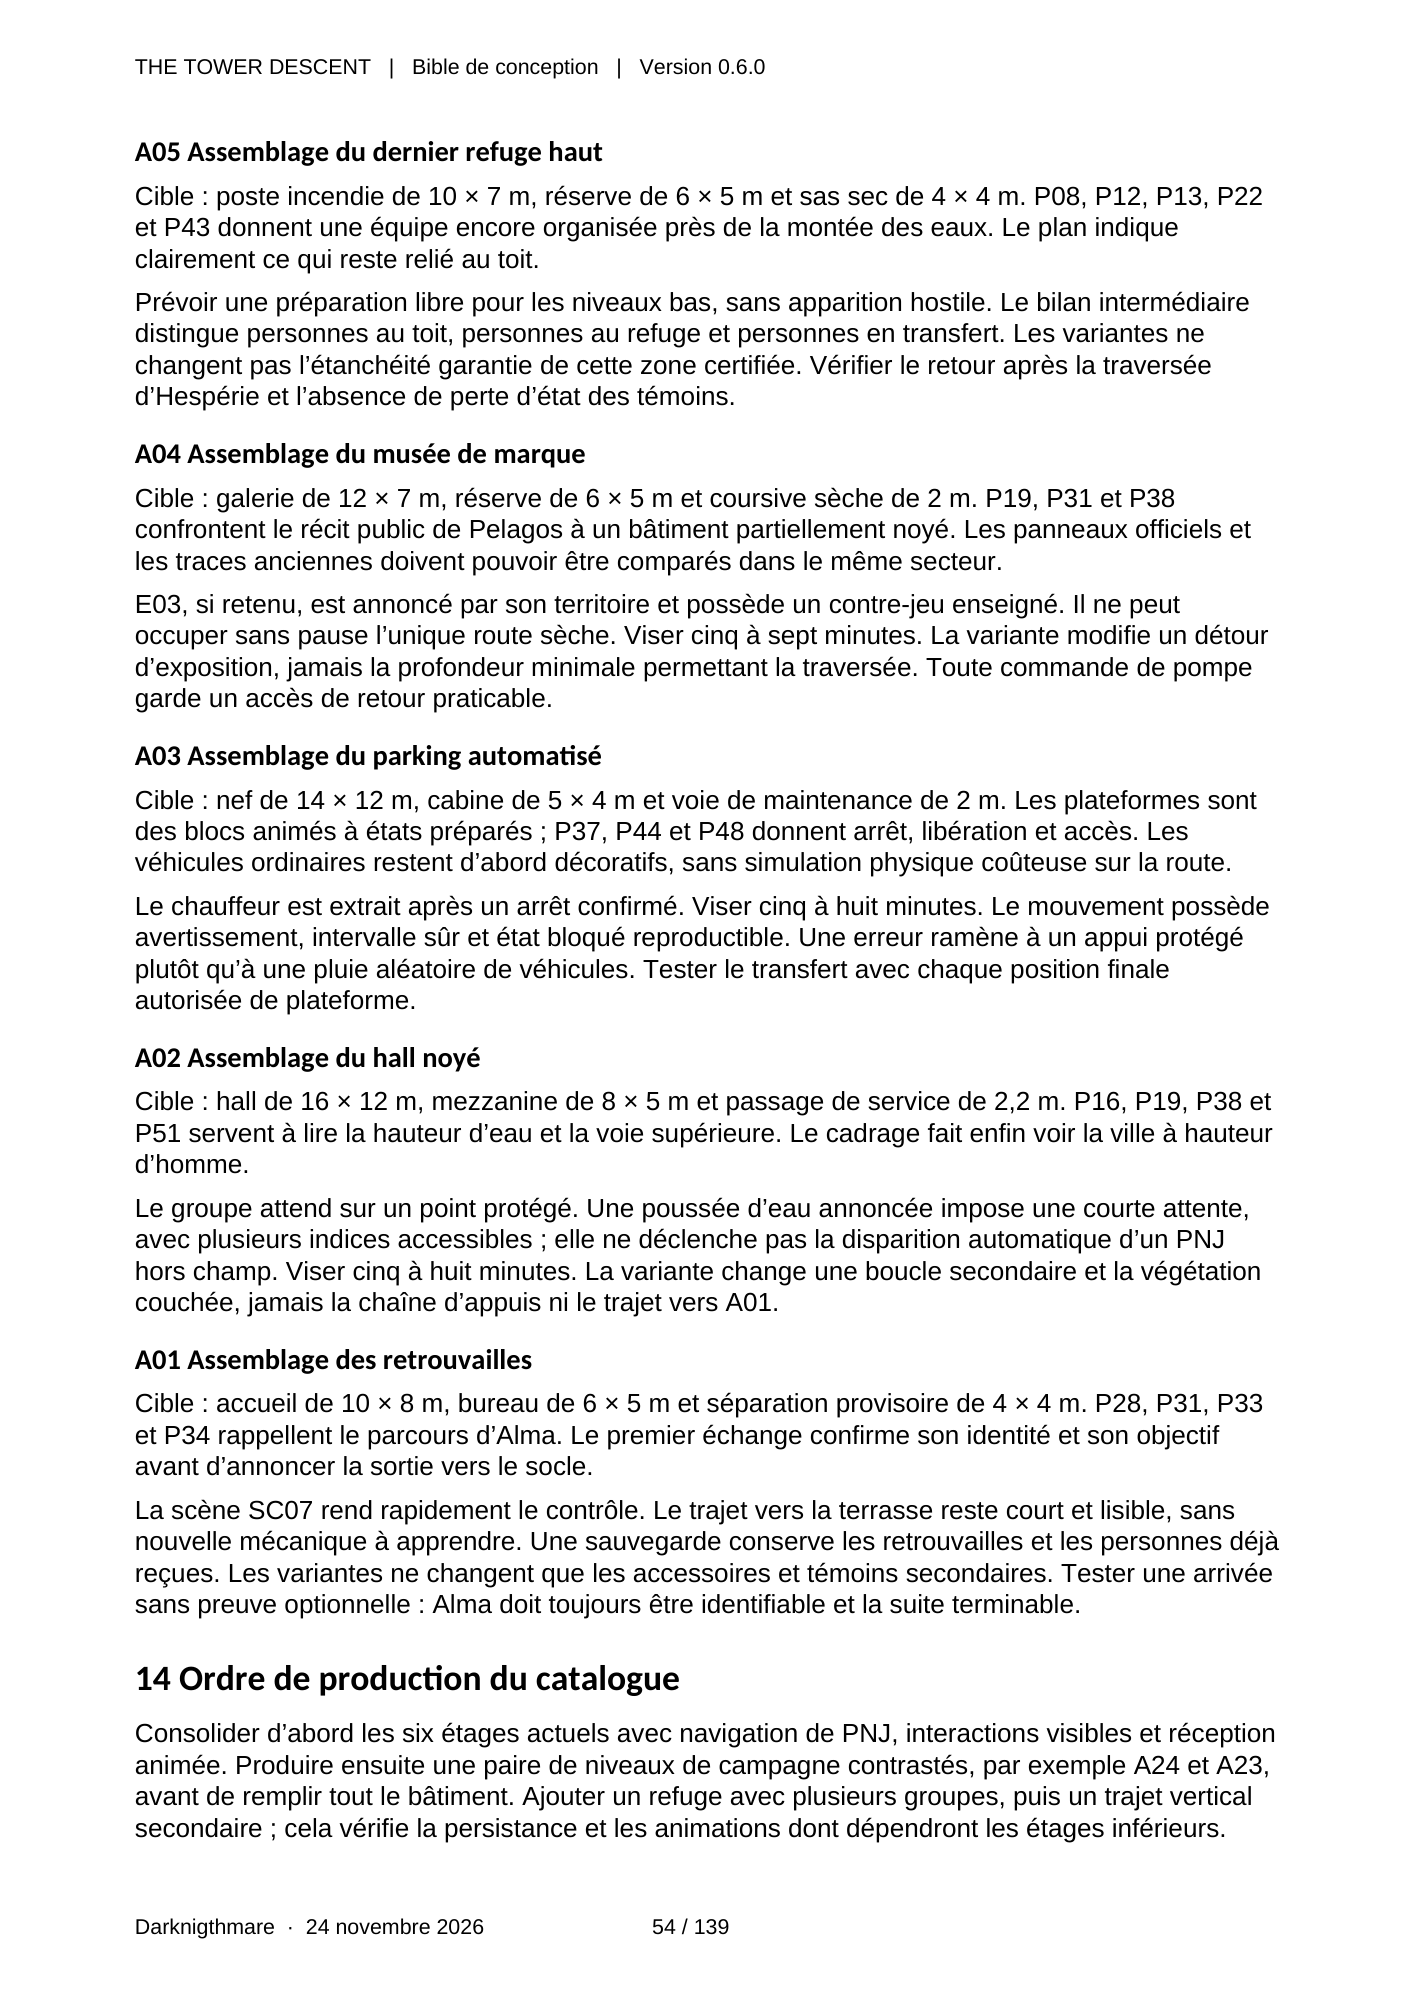 THE TOWER DESCENT | Bible de conception | Version 0.6.0
A05 Assemblage du dernier refuge haut
Cible : poste incendie de 10 × 7 m, réserve de 6 × 5 m et sas sec de 4 × 4 m. P08, P12, P13, P22
et P43 donnent une équipe encore organisée près de la montée des eaux. Le plan indique
clairement ce qui reste relié au toit.
Prévoir une préparation libre pour les niveaux bas, sans apparition hostile. Le bilan intermédiaire
distingue personnes au toit, personnes au refuge et personnes en transfert. Les variantes ne
changent pas l’étanchéité garantie de cette zone certifiée. Vérifier le retour après la traversée
d’Hespérie et l’absence de perte d’état des témoins.
A04 Assemblage du musée de marque
Cible : galerie de 12 × 7 m, réserve de 6 × 5 m et coursive sèche de 2 m. P19, P31 et P38
confrontent le récit public de Pelagos à un bâtiment partiellement noyé. Les panneaux officiels et
les traces anciennes doivent pouvoir être comparés dans le même secteur.
E03, si retenu, est annoncé par son territoire et possède un contre-jeu enseigné. Il ne peut
occuper sans pause l’unique route sèche. Viser cinq à sept minutes. La variante modifie un détour
d’exposition, jamais la profondeur minimale permettant la traversée. Toute commande de pompe
garde un accès de retour praticable.
A03 Assemblage du parking automatisé
Cible : nef de 14 × 12 m, cabine de 5 × 4 m et voie de maintenance de 2 m. Les plateformes sont
des blocs animés à états préparés ; P37, P44 et P48 donnent arrêt, libération et accès. Les
véhicules ordinaires restent d’abord décoratifs, sans simulation physique coûteuse sur la route.
Le chauffeur est extrait après un arrêt confirmé. Viser cinq à huit minutes. Le mouvement possède
avertissement, intervalle sûr et état bloqué reproductible. Une erreur ramène à un appui protégé
plutôt qu’à une pluie aléatoire de véhicules. Tester le transfert avec chaque position finale
autorisée de plateforme.
A02 Assemblage du hall noyé
Cible : hall de 16 × 12 m, mezzanine de 8 × 5 m et passage de service de 2,2 m. P16, P19, P38 et
P51 servent à lire la hauteur d’eau et la voie supérieure. Le cadrage fait enfin voir la ville à hauteur
d’homme.
Le groupe attend sur un point protégé. Une poussée d’eau annoncée impose une courte attente,
avec plusieurs indices accessibles ; elle ne déclenche pas la disparition automatique d’un PNJ
hors champ. Viser cinq à huit minutes. La variante change une boucle secondaire et la végétation
couchée, jamais la chaîne d’appuis ni le trajet vers A01.
A01 Assemblage des retrouvailles
Cible : accueil de 10 × 8 m, bureau de 6 × 5 m et séparation provisoire de 4 × 4 m. P28, P31, P33
et P34 rappellent le parcours d’Alma. Le premier échange confirme son identité et son objectif
avant d’annoncer la sortie vers le socle.
La scène SC07 rend rapidement le contrôle. Le trajet vers la terrasse reste court et lisible, sans
nouvelle mécanique à apprendre. Une sauvegarde conserve les retrouvailles et les personnes déjà
reçues. Les variantes ne changent que les accessoires et témoins secondaires. Tester une arrivée
sans preuve optionnelle : Alma doit toujours être identifiable et la suite terminable.
14 Ordre de production du catalogue
Consolider d’abord les six étages actuels avec navigation de PNJ, interactions visibles et réception
animée. Produire ensuite une paire de niveaux de campagne contrastés, par exemple A24 et A23,
avant de remplir tout le bâtiment. Ajouter un refuge avec plusieurs groupes, puis un trajet vertical
secondaire ; cela vérifie la persistance et les animations dont dépendront les étages inférieurs.
Darknigthmare · 24 novembre 2026 54 / 139